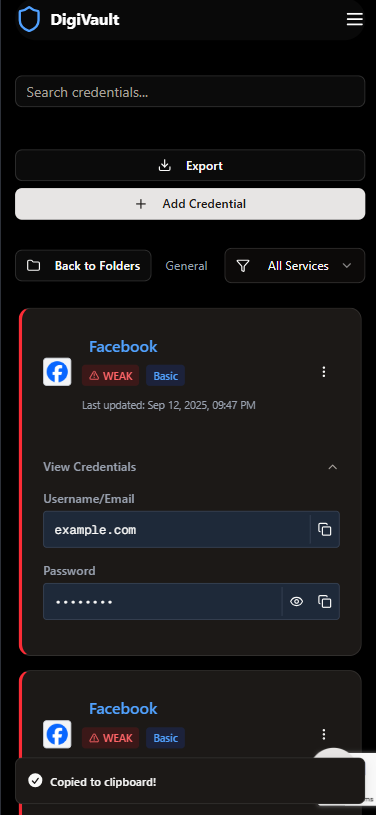 DigiVault
Search credentials...
Export
Add Credential
Back to Folders
General
All Services
Facebook
WEAK
Basic
Last updated: Sep 12, 2025, 09:47 PM
View Credentials
Username/Email
example.com
Password
••••••••
Facebook
WEAK
Basic
Copied to clipboard!